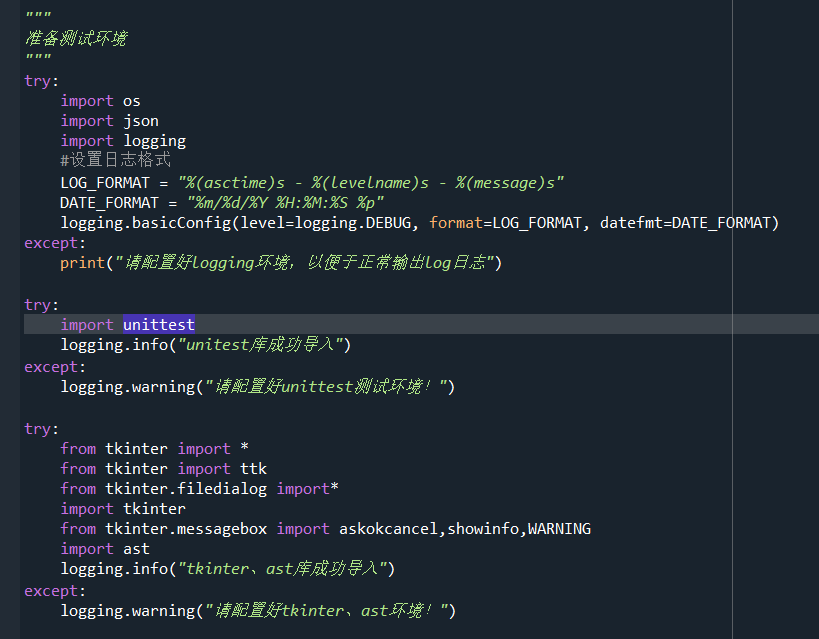 """
准备测试环境
"""
try:
    import os
    import json
    import logging
    #设置日志格式
    LOG_FORMAT = "%(asctime)s - %(levelname)s - %(message)s"
    DATE_FORMAT = "%m/%d/%Y %H:%M:%S %p"
    logging.basicConfig(level=logging.DEBUG, format=LOG_FORMAT, datefmt=DATE_FORMAT)
except:
    print("请配置好logging环境，以便于正常输出log日志")

try:
    import unittest
    logging.info("unitest库成功导入")
except:
    logging.warning("请配置好unittest测试环境！")

try:
    from tkinter import *
    from tkinter import ttk
    from tkinter.filedialog import*
    import tkinter
    from tkinter.messagebox import askokcancel,showinfo,WARNING
    import ast
    logging.info("tkinter、ast库成功导入")
except:
    logging.warning("请配置好tkinter、ast环境！")